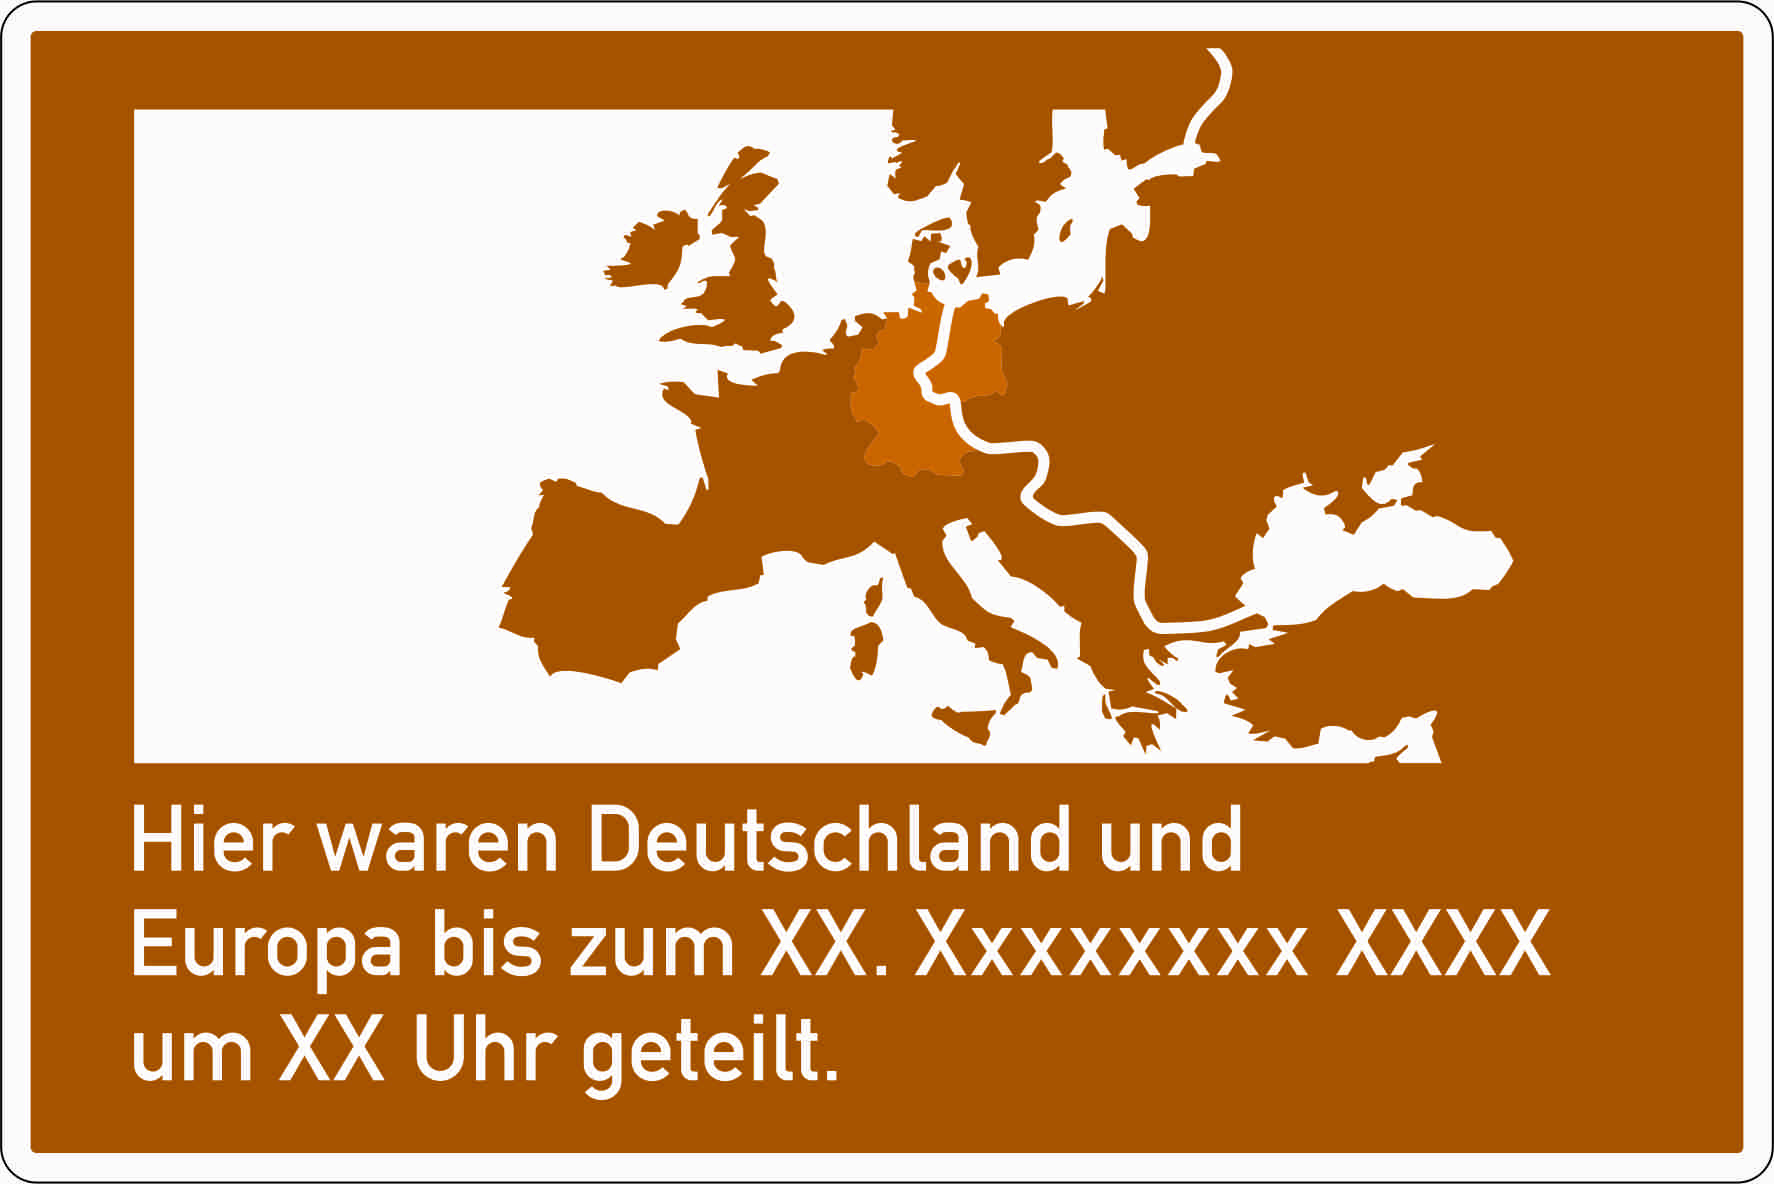 Hier waren Deutschland und
Europa bis zum XX. Xxxxxxxx XXXX
um XX Uhr geteilt.